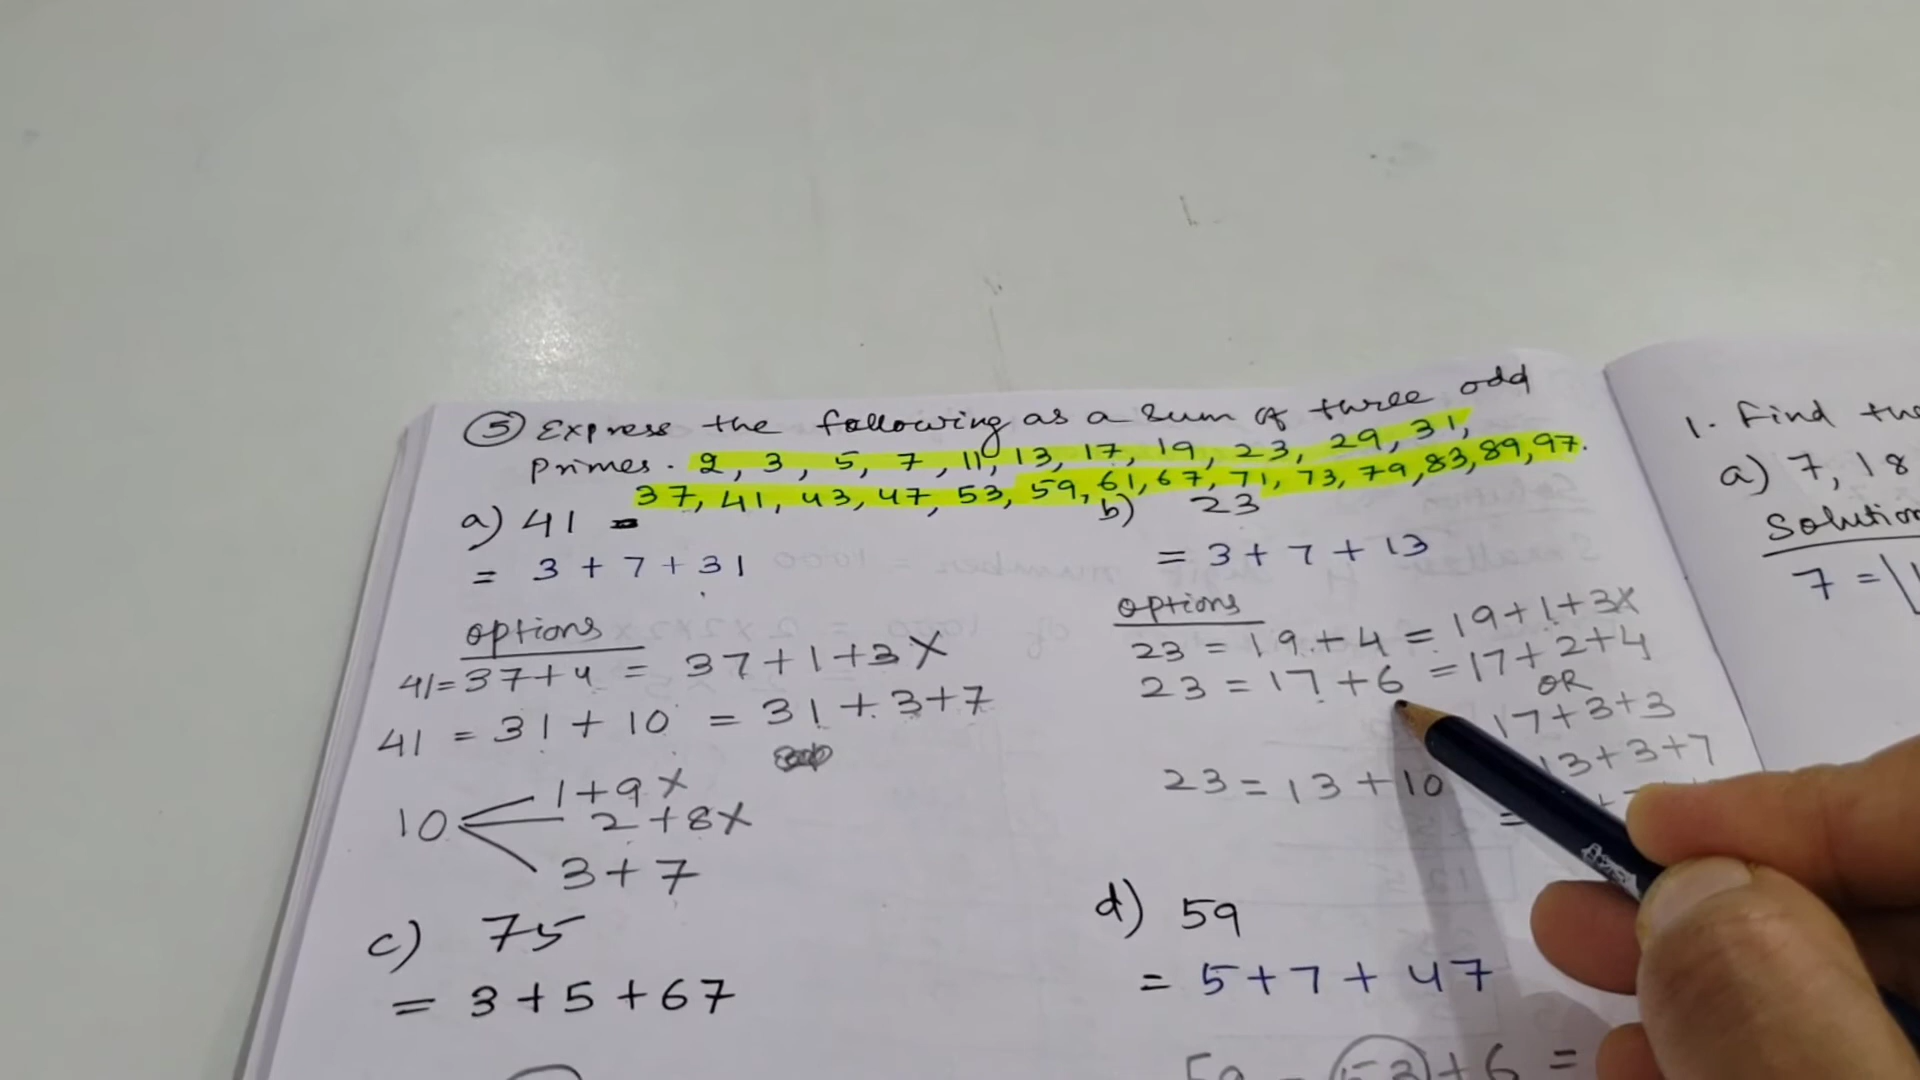 5 Express the following as a sum of three odd
primes. 2, 3, 5, 7, 11, 13, 17, 19, 23, 29, 31,
37, 41, 43, 47, 53, 59, 61, 67, 71, 73, 79, 83, 89, 97.
a) 41
= 3 + 7 + 31
options
41=37+4 = 37+1+3 X
41 = 31 + 10 = 31 + 3+7
10
1+9 X
2+8 X
3+7
b) 23
= 3 + 7 + 13
options
23 = 19+4 = 19+1+3X
23 = 17+6 = 17+2+4
OR
17+3+3
23 = 13+10
13+3+7
=
c) 75
= 3+5+67
d) 59
= 5+7+47
59 = 53+6 =
1. Find the
a) 7, 18
Solution
7 =